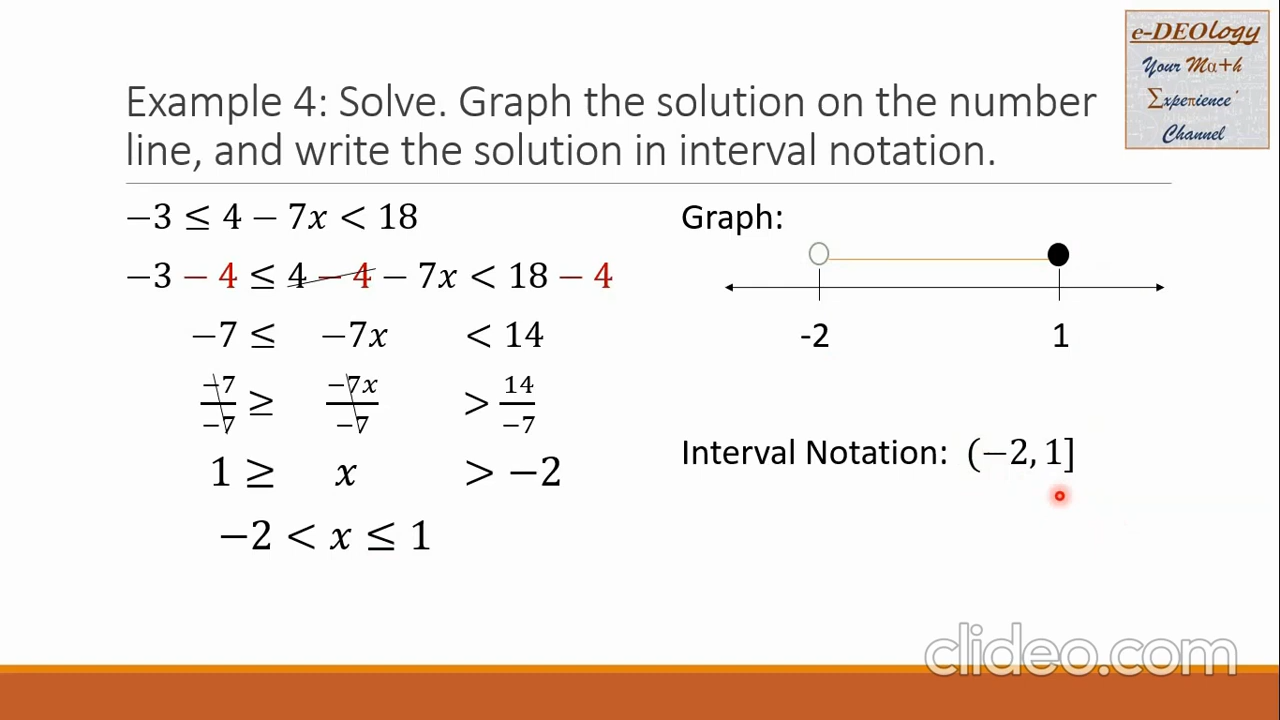 e-DEOlogy
Your Mα+h
Σxpeπience'
Channel
Example 4: Solve. Graph the solution on the number
line, and write the solution in interval notation.
−3 ≤ 4 − 7x < 18
−3 − 4 ≤ 4 − 4 − 7x < 18 − 4
−7 ≤ −7x < 14
−7/−7 ≥ −7x/−7 > 14/−7
1 ≥ x > −2
−2 < x ≤ 1
Graph:
-2 1
Interval Notation: (−2, 1]
clideo.com